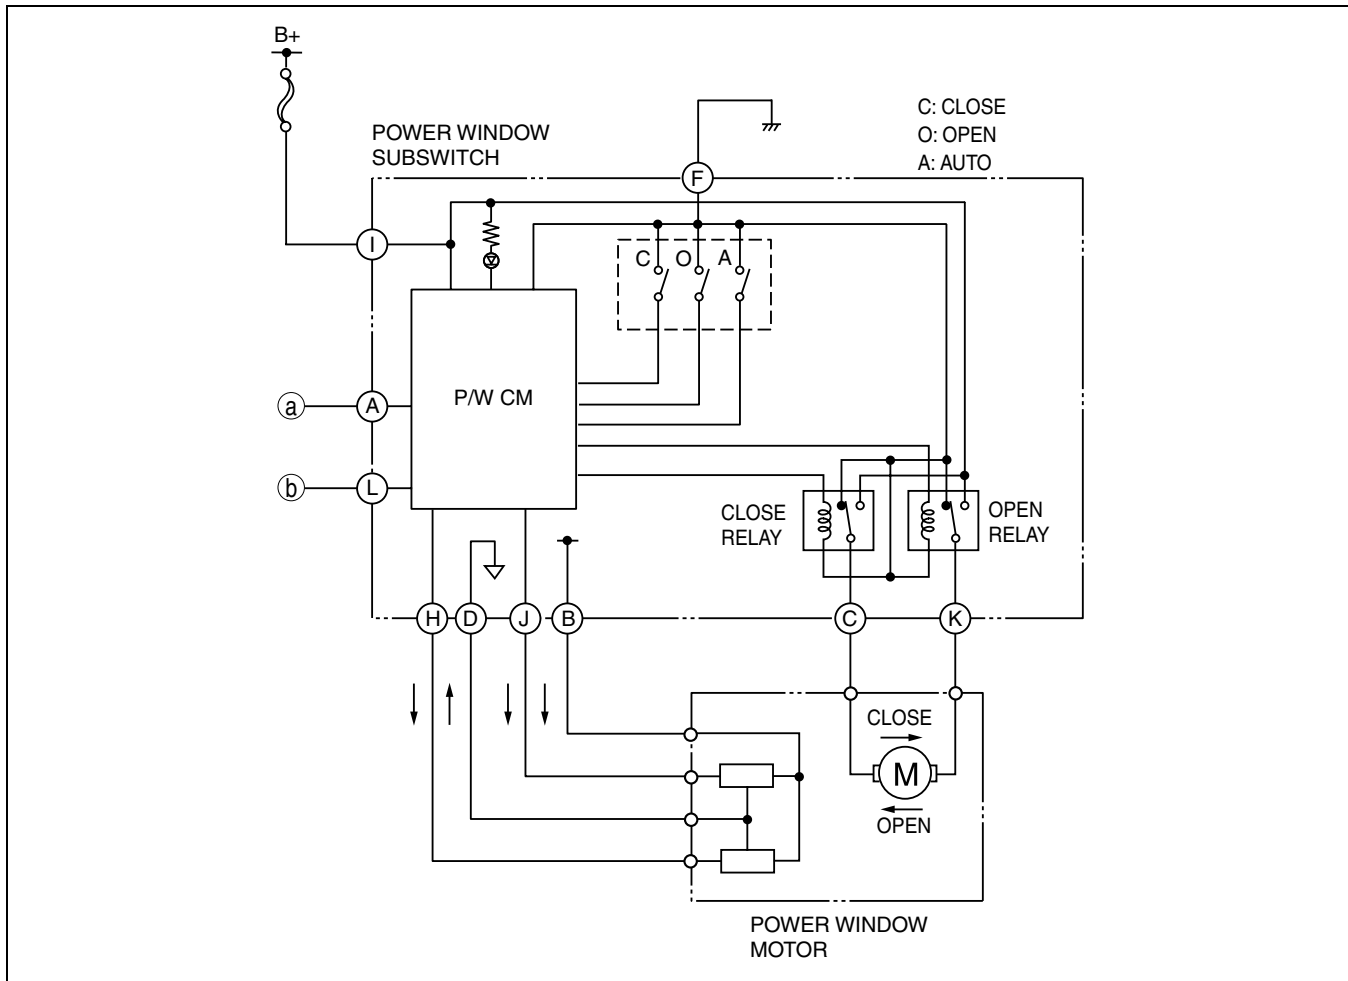 B+
POWER WINDOW
SUBSWITCH
C: CLOSE
O: OPEN
A: AUTO
F
I
C O A
P/W CM
a
A
b
L
CLOSE
RELAY
OPEN
RELAY
H D J B C K
CLOSE
M
OPEN
POWER WINDOW
MOTOR